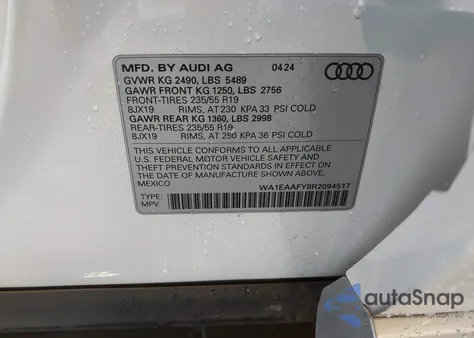 MFD. BY AUDI AG 04·24
GVWR KG 2490, LBS 5489
GAWR FRONT KG 1250, LBS 2756
FRONT-TIRES 235/55 R19
8JX19 RIMS, AT 230 KPA 33 PSI COLD
GAWR REAR KG 1360, LBS 2998
REAR-TIRES 235/55 R19
8JX19 RIMS, AT 250 KPA 36 PSI COLD
THIS VEHICLE CONFORMS TO ALL APPLICABLE
U.S. FEDERAL MOTOR VEHICLE SAFETY AND
THEFT PREVENTION STANDARDS IN EFFECT ON THE
DATE OF MANUFACTURE SHOWN ABOVE.
MEXICO WA1EAAFY8R2094517
TYPE:
MPV
autoSnap